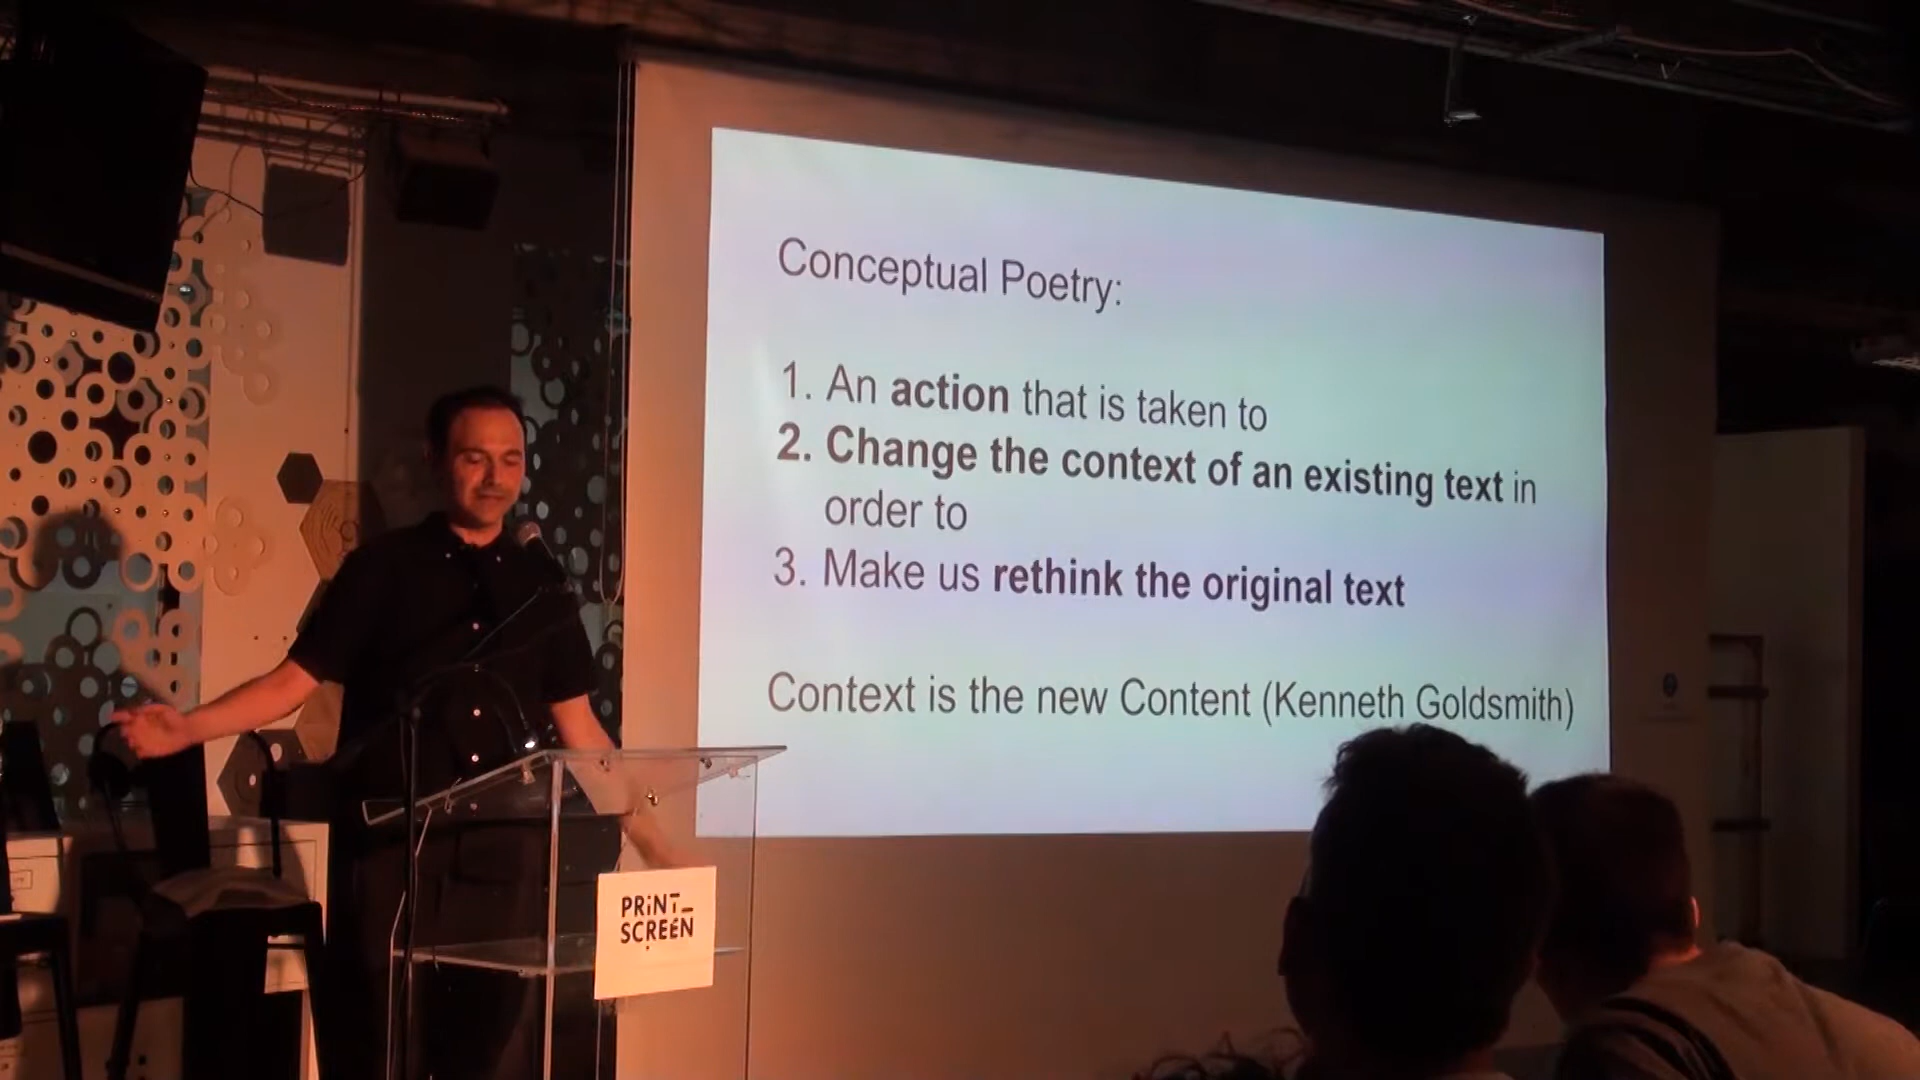 Conceptual Poetry:
1. An action that is taken to
2. Change the context of an existing text in
order to
3. Make us rethink the original text
Context is the new Content (Kenneth Goldsmith)
PRINT_
SCREEN